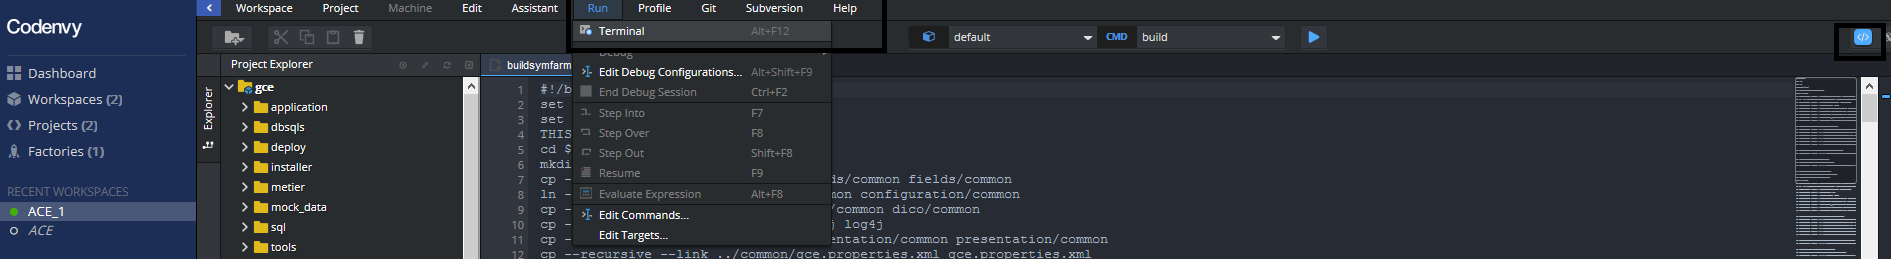 Codenvy
Dashboard
Workspaces (2)
Projects (2)
Factories (1)
RECENT WORKSPACES
ACE_1
ACE
Workspace Project Machine Edit Assistant Run Profile Git Subversion Help
default CMD build
Terminal Alt+F12
Debug
Edit Debug Configurations... Alt+Shift+F9
End Debug Session Ctrl+F2
Step Into F7
Step Over F8
Step Out Shift+F8
Resume F9
Evaluate Expression Alt+F8
Edit Commands...
Edit Targets...
Explorer
Project Explorer
gce
application
dbsqls
deploy
installer
metier
mock_data
sql
tools
buildsymfarm
1 #!/b
2 set
3 set
4 THIS
5 cd $
6 mkdi
7 cp - ds/common fields/common
8 ln - mon configuration/common
9 cp - /common dico/common
10 cp - j log4j
11 cp - entation/common presentation/common
12 cp --recursive --link ../common/gce.properties.xml gce.properties.xml